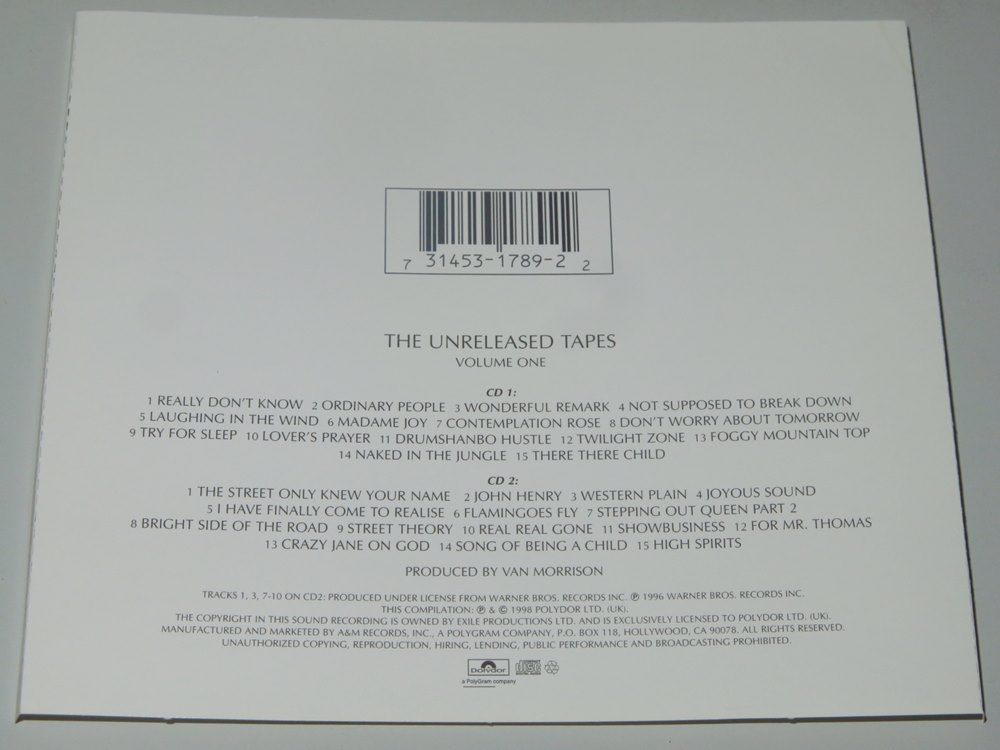 7 31453-1789-2 2
THE UNRELEASED TAPES
VOLUME ONE
CD 1:
1 REALLY DON'T KNOW 2 ORDINARY PEOPLE 3 WONDERFUL REMARK 4 NOT SUPPOSED TO BREAK DOWN
5 LAUGHING IN THE WIND 6 MADAME JOY 7 CONTEMPLATION ROSE 8 DON'T WORRY ABOUT TOMORROW
9 TRY FOR SLEEP 10 LOVER'S PRAYER 11 DRUMSHANBO HUSTLE 12 TWILIGHT ZONE 13 FOGGY MOUNTAIN TOP
14 NAKED IN THE JUNGLE 15 THERE THERE CHILD
CD 2:
1 THE STREET ONLY KNEW YOUR NAME 2 JOHN HENRY 3 WESTERN PLAIN 4 JOYOUS SOUND
5 I HAVE FINALLY COME TO REALISE 6 FLAMINGOES FLY 7 STEPPING OUT QUEEN PART 2
8 BRIGHT SIDE OF THE ROAD 9 STREET THEORY 10 REAL REAL GONE 11 SHOWBUSINESS 12 FOR MR. THOMAS
13 CRAZY JANE ON GOD 14 SONG OF BEING A CHILD 15 HIGH SPIRITS
PRODUCED BY VAN MORRISON
TRACKS 1, 3, 7-10 ON CD2: PRODUCED UNDER LICENSE FROM WARNER BROS. RECORDS INC. ℗ 1996 WARNER BROS. RECORDS INC.
THIS COMPILATION: ℗ & © 1998 POLYDOR LTD. (UK).
THE COPYRIGHT IN THIS SOUND RECORDING IS OWNED BY EXILE PRODUCTIONS LTD. AND IS EXCLUSIVELY LICENSED TO POLYDOR LTD. (UK).
MANUFACTURED AND MARKETED BY A&M RECORDS, INC., A POLYGRAM COMPANY, P.O. BOX 118, HOLLYWOOD, CA 90078. ALL RIGHTS RESERVED.
UNAUTHORIZED COPYING, REPRODUCTION, HIRING, LENDING, PUBLIC PERFORMANCE AND BROADCASTING PROHIBITED.
Polydor
a PolyGram company